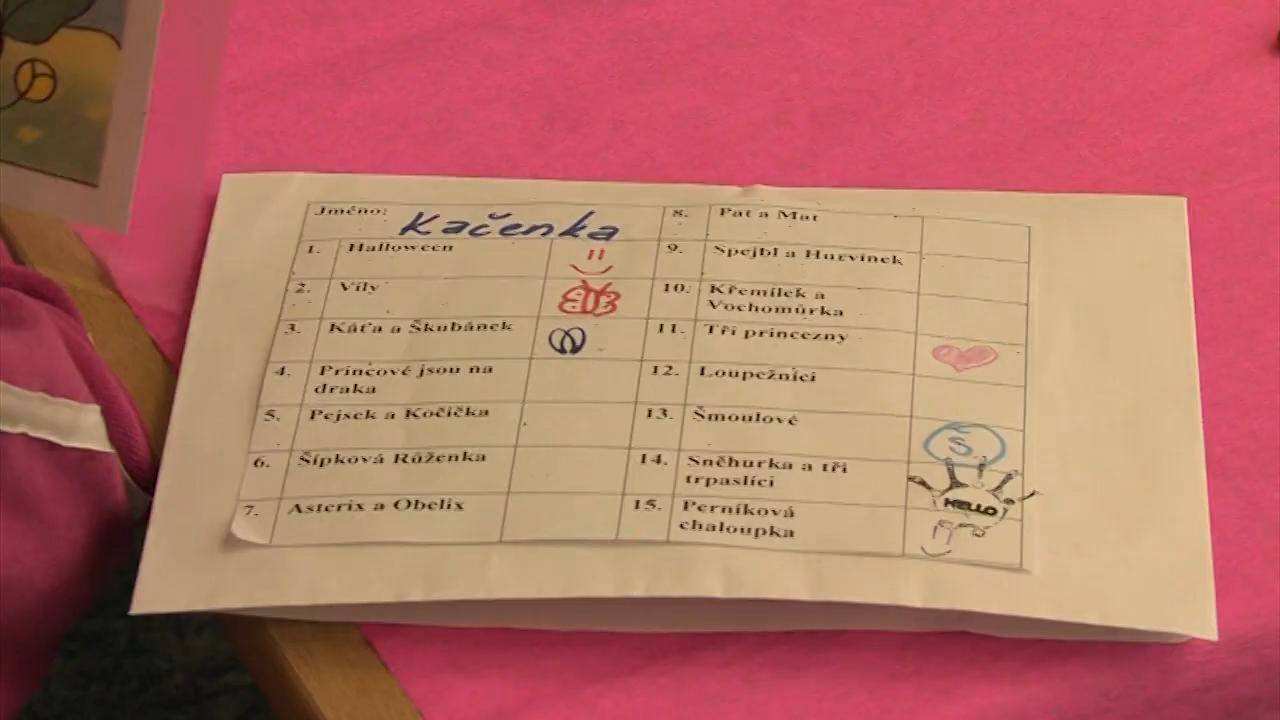 Jméno: Kačenka
1. Halloween
2. Víly
3. Káťa a Škubánek
4. Princové jsou na
draka
5. Pejsek a Kočička
6. Šípková Růženka
7. Asterix a Obelix
8. Pat a Mat
9. Spejbl a Hurvínek
10. Křemílek a
Vochomůrka
11. Tři princezny
12. Loupežníci
13. Šmoulové
S
14. Sněhurka a tři
trpaslíci
HELLO
15. Perníková
chaloupka